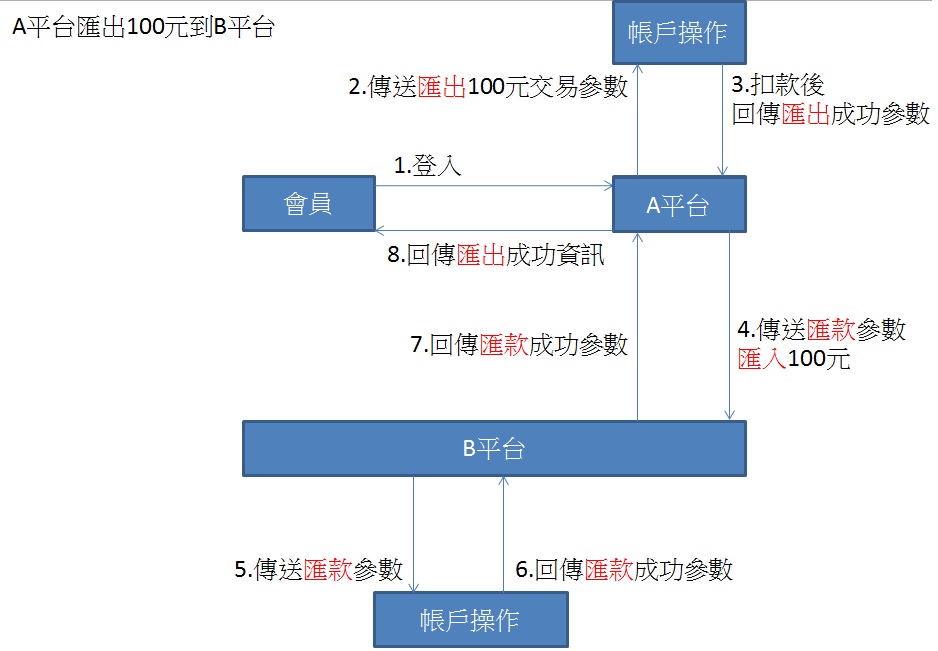 A平台匯出100元到B平台
帳戶操作
2.傳送匯出100元交易參數
3.扣款後
回傳匯出成功參數
1.登入
會員
A平台
8.回傳匯出成功資訊
7.回傳匯款成功參數
4.傳送匯款參數
匯入100元
B平台
5.傳送匯款參數
6.回傳匯款成功參數
帳戶操作